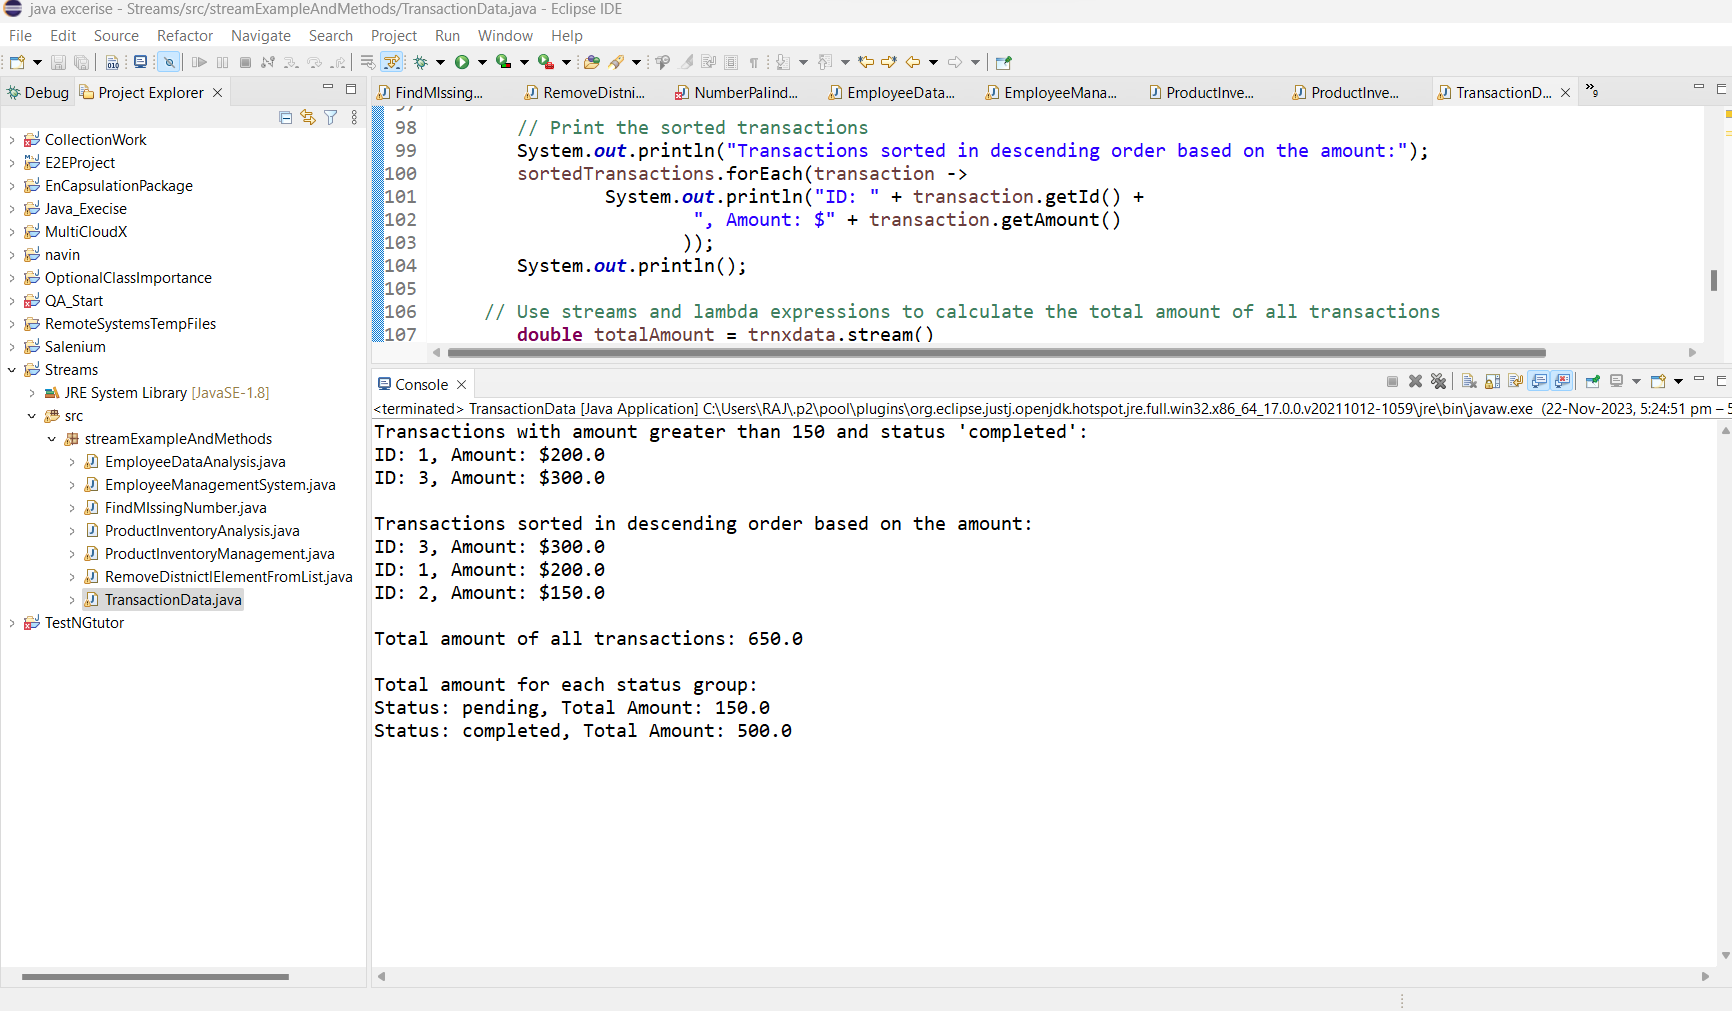 java excerise - Streams/src/streamExampleAndMethods/TransactionData.java - Eclipse IDE
File Edit Source Refactor Navigate Search Project Run Window Help
Debug Project Explorer
FindMIssing... RemoveDistni... NumberPalind... EmployeeData... EmployeeMana... ProductInve... ProductInve... TransactionD... »9
CollectionWork
E2EProject
EnCapsulationPackage
Java_Execise
MultiCloudX
navin
OptionalClassImportance
QA_Start
RemoteSystemsTempFiles
Salenium
Streams
JRE System Library [JavaSE-1.8]
src
streamExampleAndMethods
EmployeeDataAnalysis.java
EmployeeManagementSystem.java
FindMIssingNumber.java
ProductInventoryAnalysis.java
ProductInventoryManagement.java
RemoveDistnictIElementFromList.java
TransactionData.java
TestNGtutor
97
98 // Print the sorted transactions
99 System.out.println("Transactions sorted in descending order based on the amount:");
100 sortedTransactions.forEach(transaction ->
101 System.out.println("ID: " + transaction.getId() +
102 ", Amount: $" + transaction.getAmount()
103 ));
104 System.out.println();
105
106 // Use streams and lambda expressions to calculate the total amount of all transactions
107 double totalAmount = trnxdata.stream()
Console
<terminated> TransactionData [Java Application] C:\Users\RAJ\.p2\pool\plugins\org.eclipse.justj.openjdk.hotspot.jre.full.win32.x86_64_17.0.0.v20211012-1059\jre\bin\javaw.exe (22-Nov-2023, 5:24:51 pm – 5
Transactions with amount greater than 150 and status 'completed':
ID: 1, Amount: $200.0
ID: 3, Amount: $300.0
Transactions sorted in descending order based on the amount:
ID: 3, Amount: $300.0
ID: 1, Amount: $200.0
ID: 2, Amount: $150.0
Total amount of all transactions: 650.0
Total amount for each status group:
Status: pending, Total Amount: 150.0
Status: completed, Total Amount: 500.0